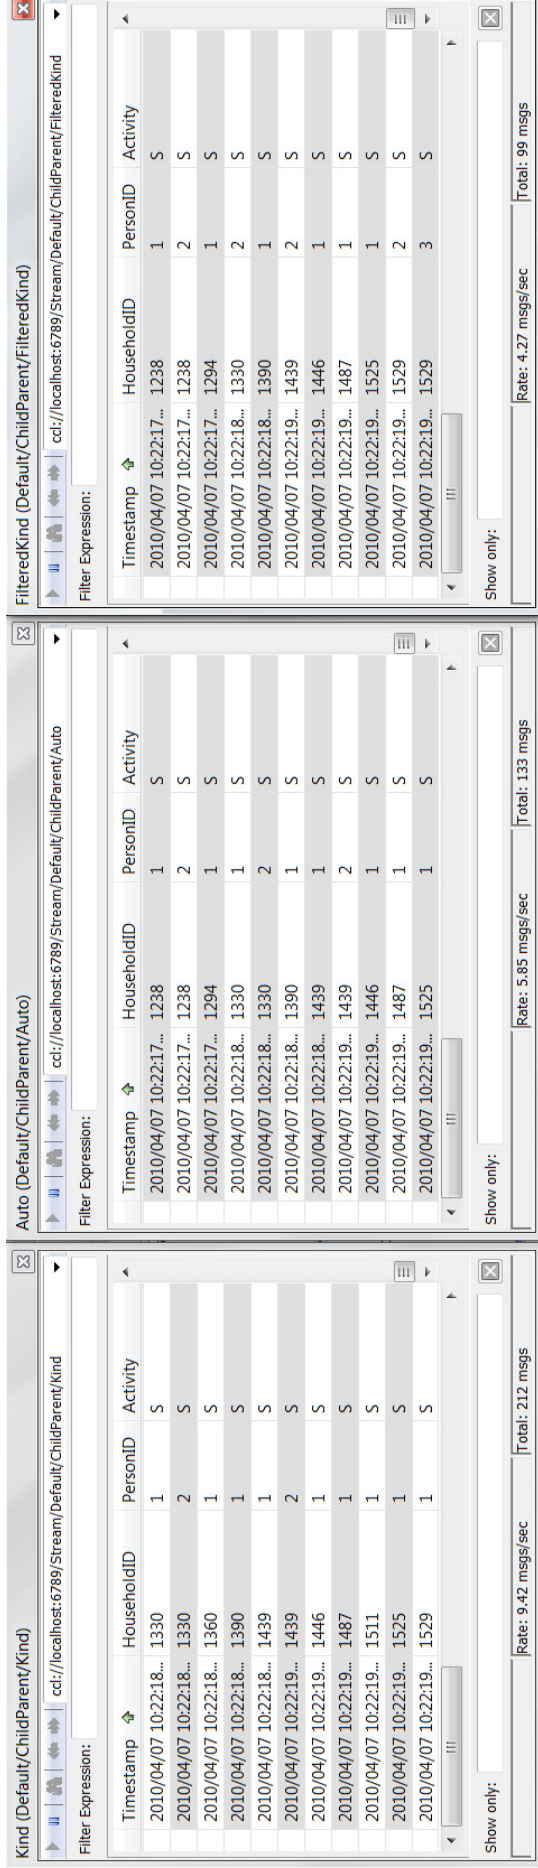 Kind (Default/ChildParent/Kind)
ccl://localhost:6789/Stream/Default/ChildParent/Kind
Filter Expression:
Timestamp HouseholdID PersonID Activity
2010/04/07 10:22:18... 1330 1 S
2010/04/07 10:22:18... 1330 2 S
2010/04/07 10:22:18... 1360 1 S
2010/04/07 10:22:18... 1390 1 S
2010/04/07 10:22:18... 1439 1 S
2010/04/07 10:22:19... 1439 2 S
2010/04/07 10:22:19... 1446 1 S
2010/04/07 10:22:19... 1487 1 S
2010/04/07 10:22:19... 1511 1 S
2010/04/07 10:22:19... 1525 1 S
2010/04/07 10:22:19... 1529 1 S
Show only:
Rate: 9.42 msgs/sec Total: 212 msgs
Auto (Default/ChildParent/Auto)
ccl://localhost:6789/Stream/Default/ChildParent/Auto
Filter Expression:
Timestamp HouseholdID PersonID Activity
2010/04/07 10:22:17... 1238 1 S
2010/04/07 10:22:17... 1238 2 S
2010/04/07 10:22:17... 1294 1 S
2010/04/07 10:22:18... 1330 1 S
2010/04/07 10:22:18... 1330 2 S
2010/04/07 10:22:18... 1390 1 S
2010/04/07 10:22:18... 1439 1 S
2010/04/07 10:22:19... 1439 2 S
2010/04/07 10:22:19... 1446 1 S
2010/04/07 10:22:19... 1487 1 S
2010/04/07 10:22:19... 1525 1 S
Show only:
Rate: 5.85 msgs/sec Total: 133 msgs
FilteredKind (Default/ChildParent/FilteredKind)
ccl://localhost:6789/Stream/Default/ChildParent/FilteredKind
Filter Expression:
Timestamp HouseholdID PersonID Activity
2010/04/07 10:22:17... 1238 1 S
2010/04/07 10:22:17... 1238 2 S
2010/04/07 10:22:17... 1294 1 S
2010/04/07 10:22:18... 1330 2 S
2010/04/07 10:22:18... 1390 1 S
2010/04/07 10:22:19... 1439 2 S
2010/04/07 10:22:19... 1446 1 S
2010/04/07 10:22:19... 1487 1 S
2010/04/07 10:22:19... 1525 1 S
2010/04/07 10:22:19... 1529 2 S
2010/04/07 10:22:19... 1529 3 S
Show only:
Rate: 4.27 msgs/sec Total: 99 msgs